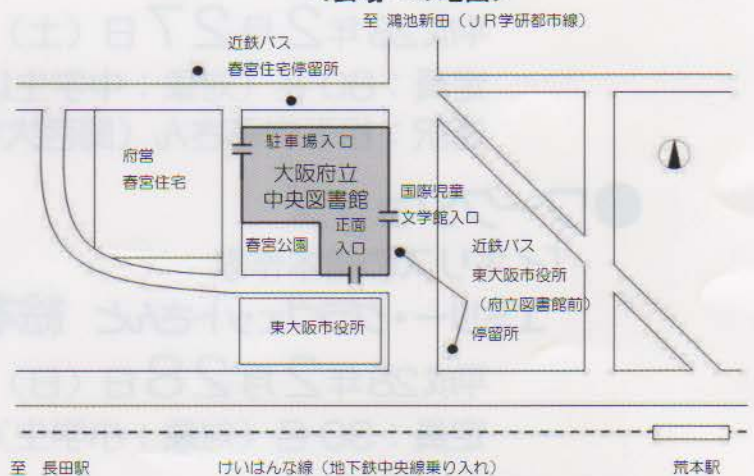 至 鴻池新田（ＪＲ学研都市線）
近鉄バス
春宮住宅停留所
駐車場入口
府営
春宮住宅
大阪府立
中央図書館
国際児童
文学館入口
正面
入口
春宮公園
近鉄バス
東大阪市役所
（府立図書館前）
停留所
東大阪市役所
至 長田駅
けいはんな線（地下鉄中央線乗り入れ）
荒本駅